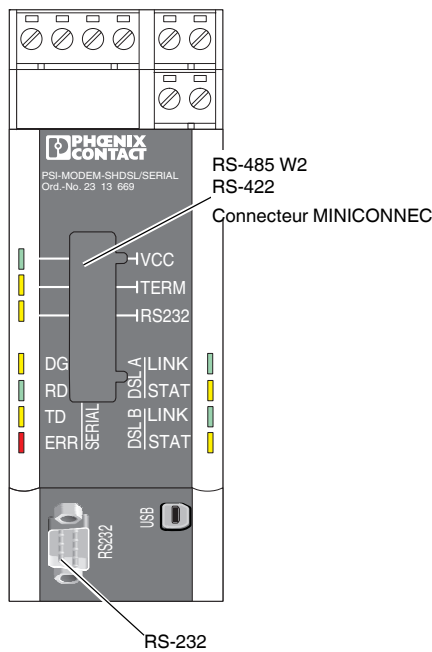 PHŒNIX
CONTACT
PSI-MODEM-SHDSL/SERIAL
Ord.-No. 23 13 669
RS-485 W2
RS-422
Connecteur MINICONNEC
VCC
TERM
RS232
DG
RD
TD
ERR
SERIAL
DSL A
LINK
STAT
DSL B
LINK
STAT
RS232
USB
RS-232